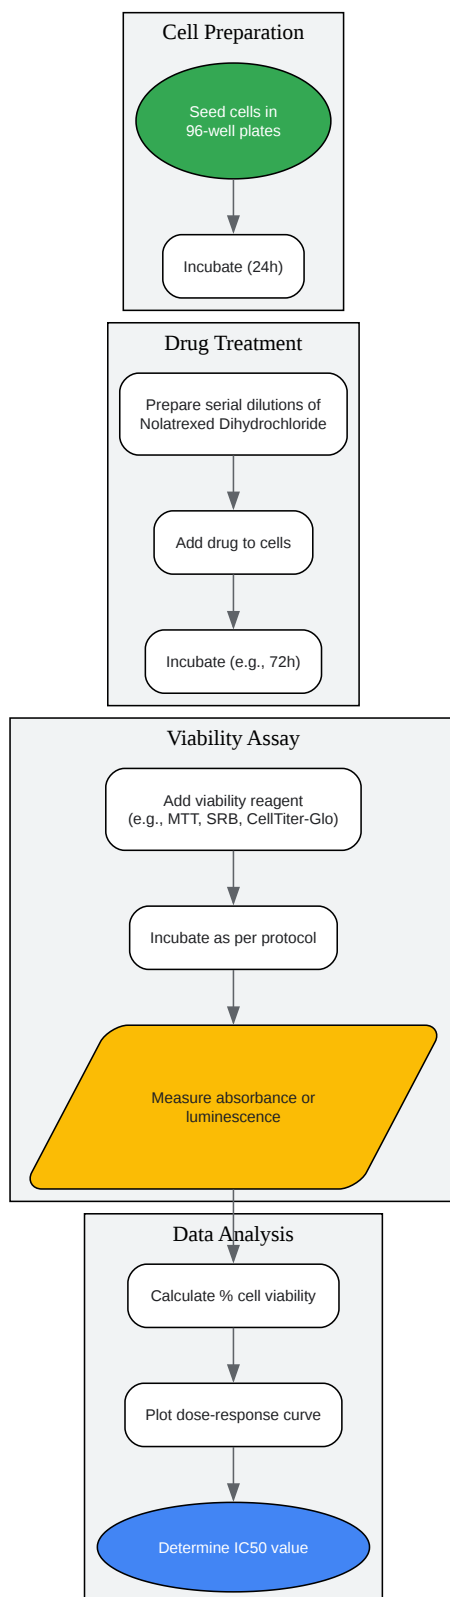 Cell Preparation
Seed cells in
96-well plates
Incubate (24h)
Drug Treatment
Prepare serial dilutions of
Nolatrexed Dihydrochloride
Add drug to cells
Incubate (e.g., 72h)
Viability Assay
Add viability reagent
(e.g., MTT, SRB, CellTiter-Glo)
Incubate as per protocol
Measure absorbance or
luminescence
Data Analysis
Calculate % cell viability
Plot dose-response curve
Determine IC50 value